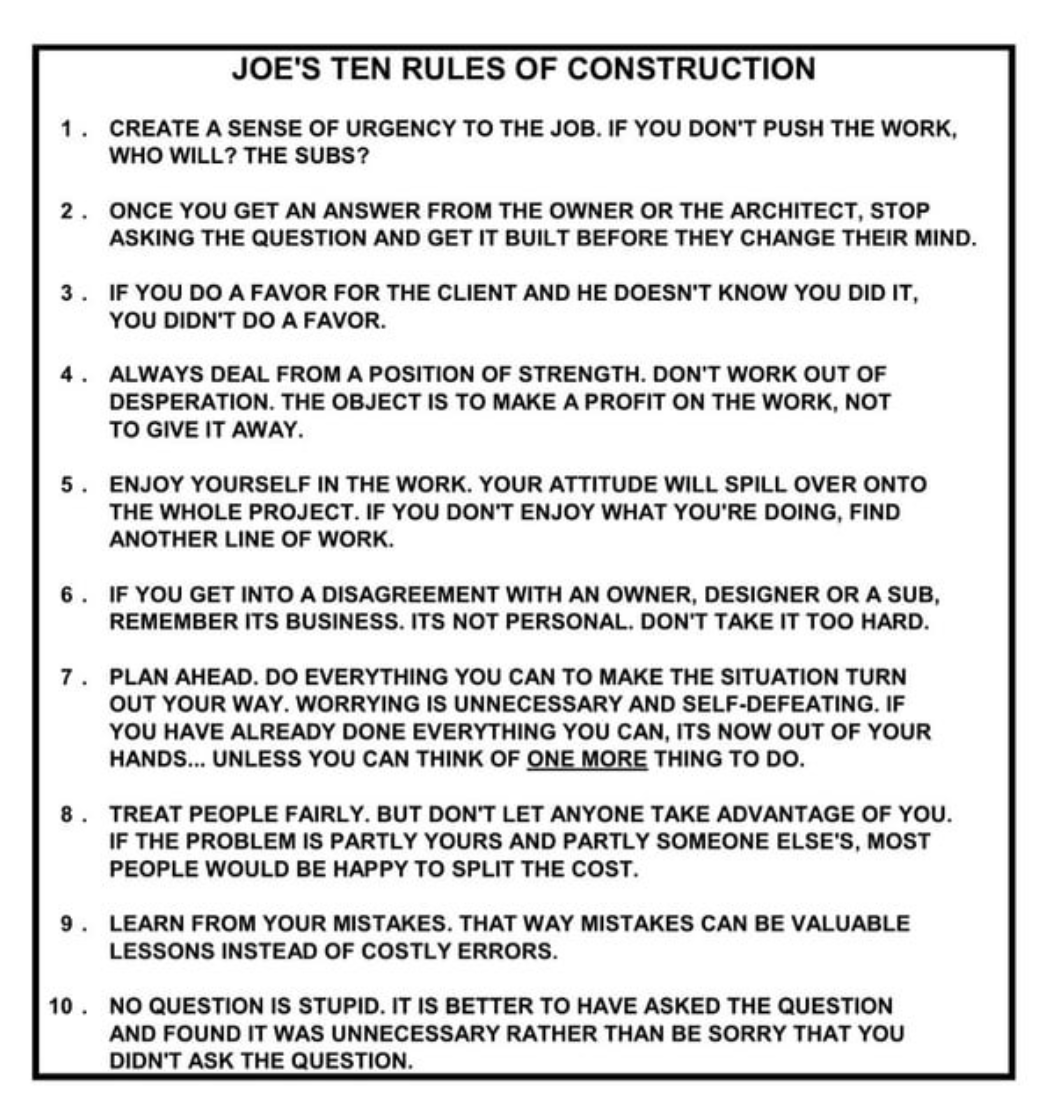 JOE'S TEN RULES OF CONSTRUCTION
1 . CREATE A SENSE OF URGENCY TO THE JOB. IF YOU DON'T PUSH THE WORK,
WHO WILL? THE SUBS?
2 . ONCE YOU GET AN ANSWER FROM THE OWNER OR THE ARCHITECT, STOP
ASKING THE QUESTION AND GET IT BUILT BEFORE THEY CHANGE THEIR MIND.
3 . IF YOU DO A FAVOR FOR THE CLIENT AND HE DOESN'T KNOW YOU DID IT,
YOU DIDN'T DO A FAVOR.
4 . ALWAYS DEAL FROM A POSITION OF STRENGTH. DON'T WORK OUT OF
DESPERATION. THE OBJECT IS TO MAKE A PROFIT ON THE WORK, NOT
TO GIVE IT AWAY.
5 . ENJOY YOURSELF IN THE WORK. YOUR ATTITUDE WILL SPILL OVER ONTO
THE WHOLE PROJECT. IF YOU DON'T ENJOY WHAT YOU'RE DOING, FIND
ANOTHER LINE OF WORK.
6 . IF YOU GET INTO A DISAGREEMENT WITH AN OWNER, DESIGNER OR A SUB,
REMEMBER ITS BUSINESS. ITS NOT PERSONAL. DON'T TAKE IT TOO HARD.
7 . PLAN AHEAD. DO EVERYTHING YOU CAN TO MAKE THE SITUATION TURN
OUT YOUR WAY. WORRYING IS UNNECESSARY AND SELF-DEFEATING. IF
YOU HAVE ALREADY DONE EVERYTHING YOU CAN, ITS NOW OUT OF YOUR
HANDS... UNLESS YOU CAN THINK OF ONE MORE THING TO DO.
8 . TREAT PEOPLE FAIRLY. BUT DON'T LET ANYONE TAKE ADVANTAGE OF YOU.
IF THE PROBLEM IS PARTLY YOURS AND PARTLY SOMEONE ELSE'S, MOST
PEOPLE WOULD BE HAPPY TO SPLIT THE COST.
9 . LEARN FROM YOUR MISTAKES. THAT WAY MISTAKES CAN BE VALUABLE
LESSONS INSTEAD OF COSTLY ERRORS.
10 . NO QUESTION IS STUPID. IT IS BETTER TO HAVE ASKED THE QUESTION
AND FOUND IT WAS UNNECESSARY RATHER THAN BE SORRY THAT YOU
DIDN'T ASK THE QUESTION.